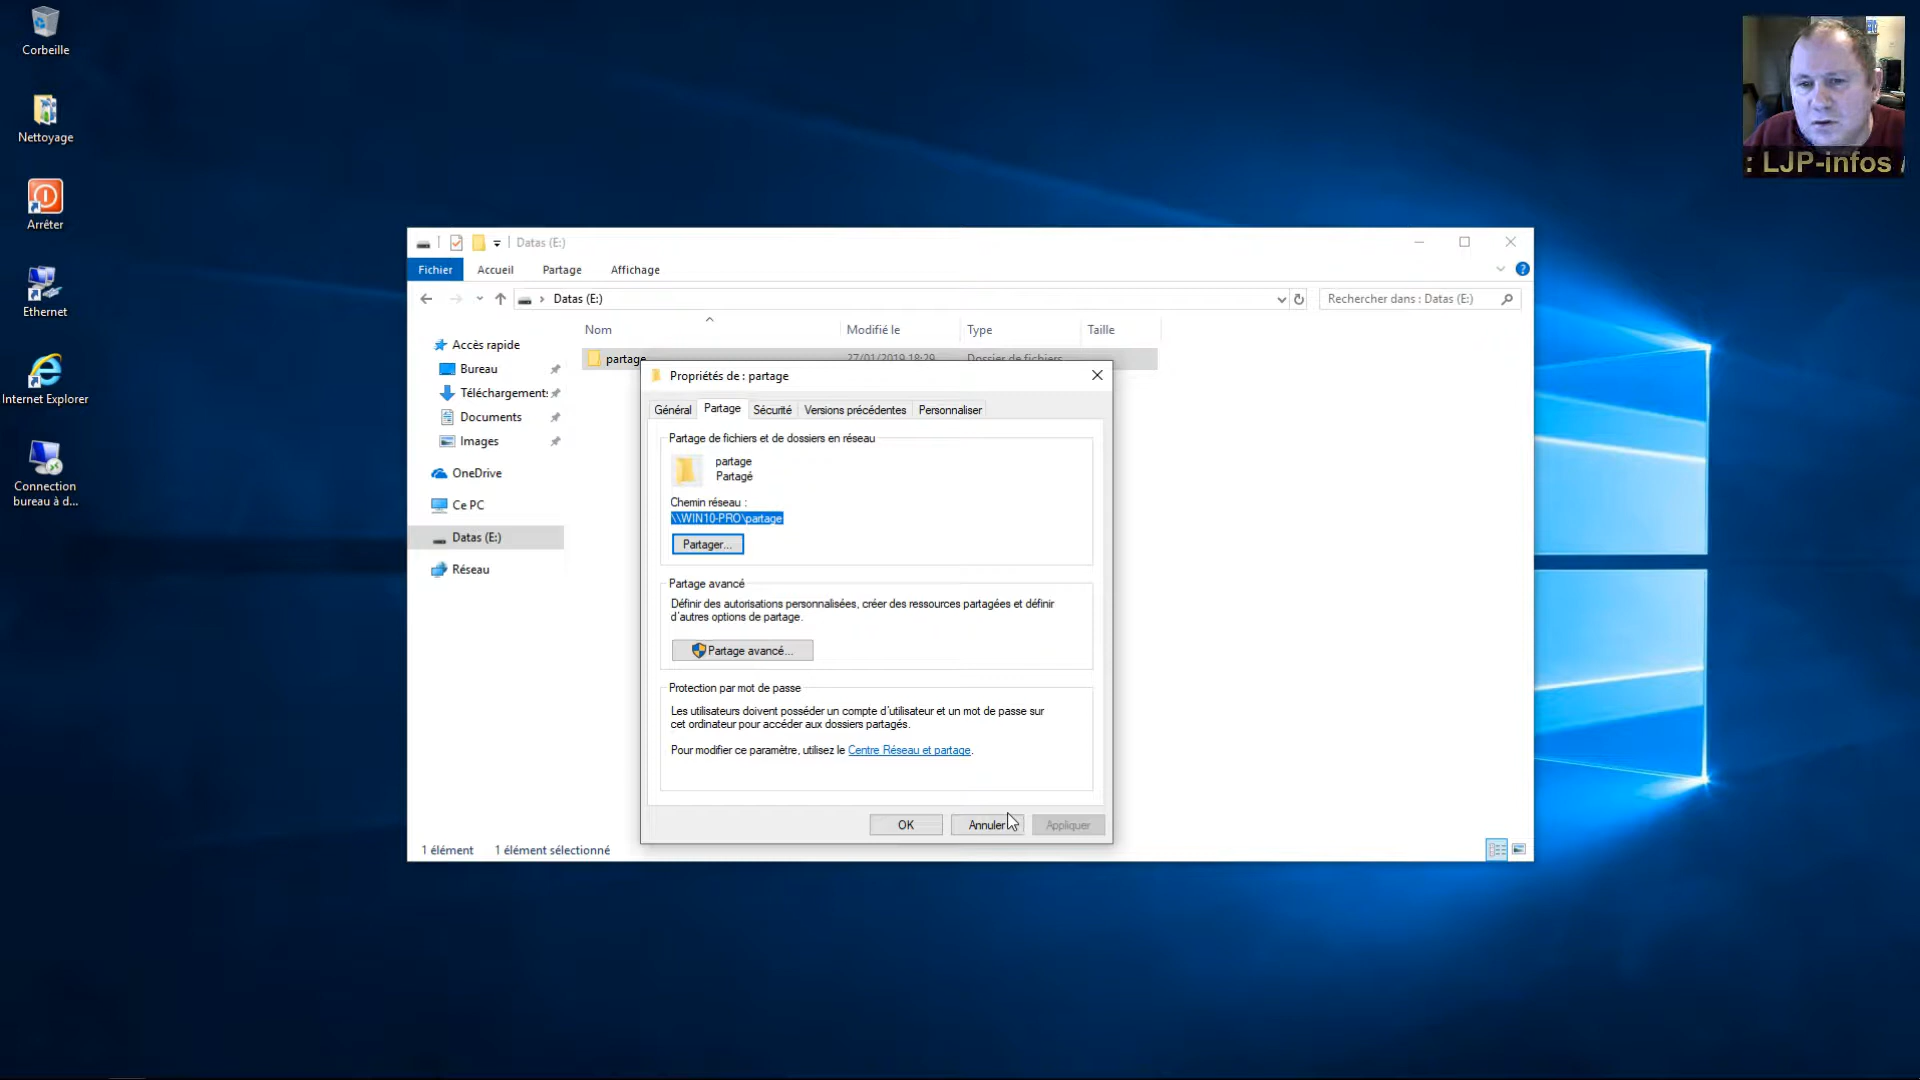 Corbeille
Nettoyage
Arrêter
Ethernet
Internet Explorer
Connection
bureau à d...
: LJP-infos /
Datas (E:)
Fichier Accueil Partage Affichage
Datas (E:)
Rechercher dans : Datas (E:)
Accès rapide
Bureau
Téléchargements
Documents
Images
OneDrive
Ce PC
Datas (E:)
Réseau
Nom Modifié le Type Taille
partage 27/01/2019 18:29 Dossier de fichiers
Propriétés de : partage
Général Partage Sécurité Versions précédentes Personnaliser
Partage de fichiers et de dossiers en réseau
partage
Partagé
Chemin réseau :
\\WIN10-PRO\partage
Partager...
Partage avancé
Définir des autorisations personnalisées, créer des ressources partagées et définir
d'autres options de partage.
Partage avancé...
Protection par mot de passe
Les utilisateurs doivent posséder un compte d'utilisateur et un mot de passe sur
cet ordinateur pour accéder aux dossiers partagés.
Pour modifier ce paramètre, utilisez le Centre Réseau et partage.
OK Annuler Appliquer
1 élément 1 élément sélectionné